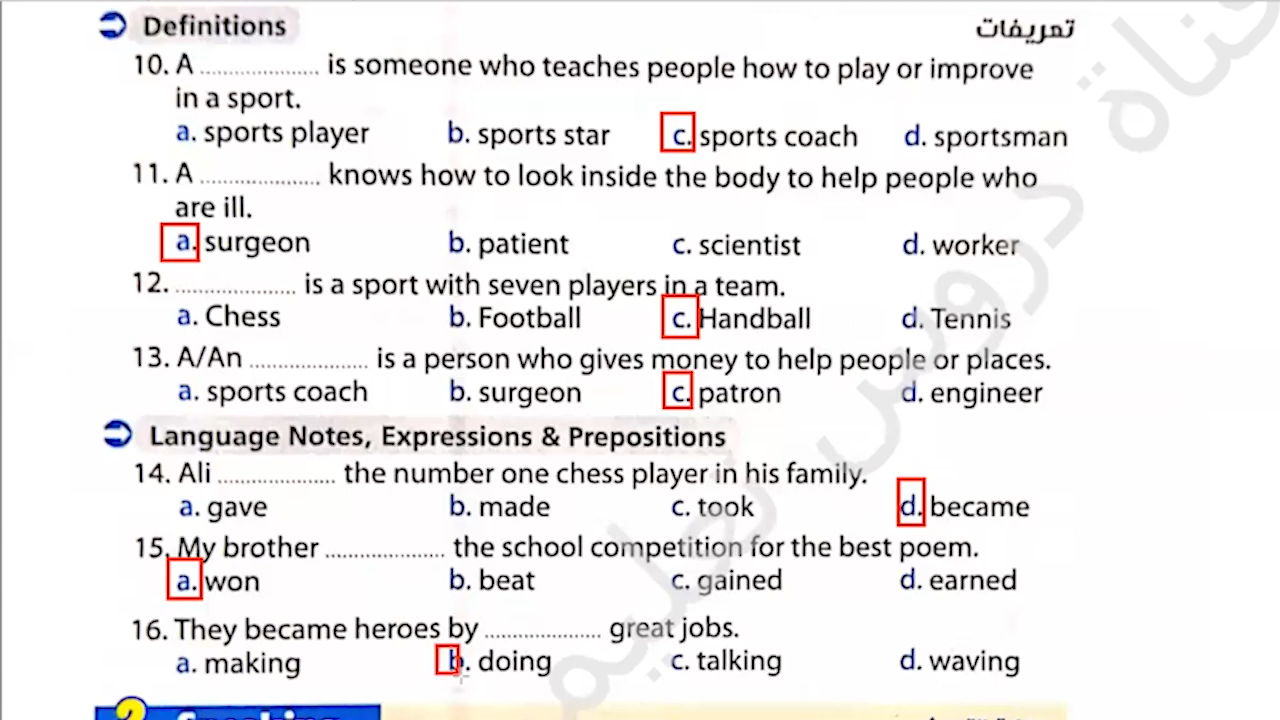 Definitions تعريفات
10. A .................... is someone who teaches people how to play or improve
in a sport.
a. sports player b. sports star c. sports coach d. sportsman
11. A .................... knows how to look inside the body to help people who
are ill.
a. surgeon b. patient c. scientist d. worker
12. .................... is a sport with seven players in a team.
a. Chess b. Football c. Handball d. Tennis
13. A/An .................... is a person who gives money to help people or places.
a. sports coach b. surgeon c. patron d. engineer
Language Notes, Expressions & Prepositions
14. Ali .................... the number one chess player in his family.
a. gave b. made c. took d. became
15. My brother .................... the school competition for the best poem.
a. won b. beat c. gained d. earned
16. They became heroes by .................... great jobs.
a. making b. doing c. talking d. waving
قناة دروس